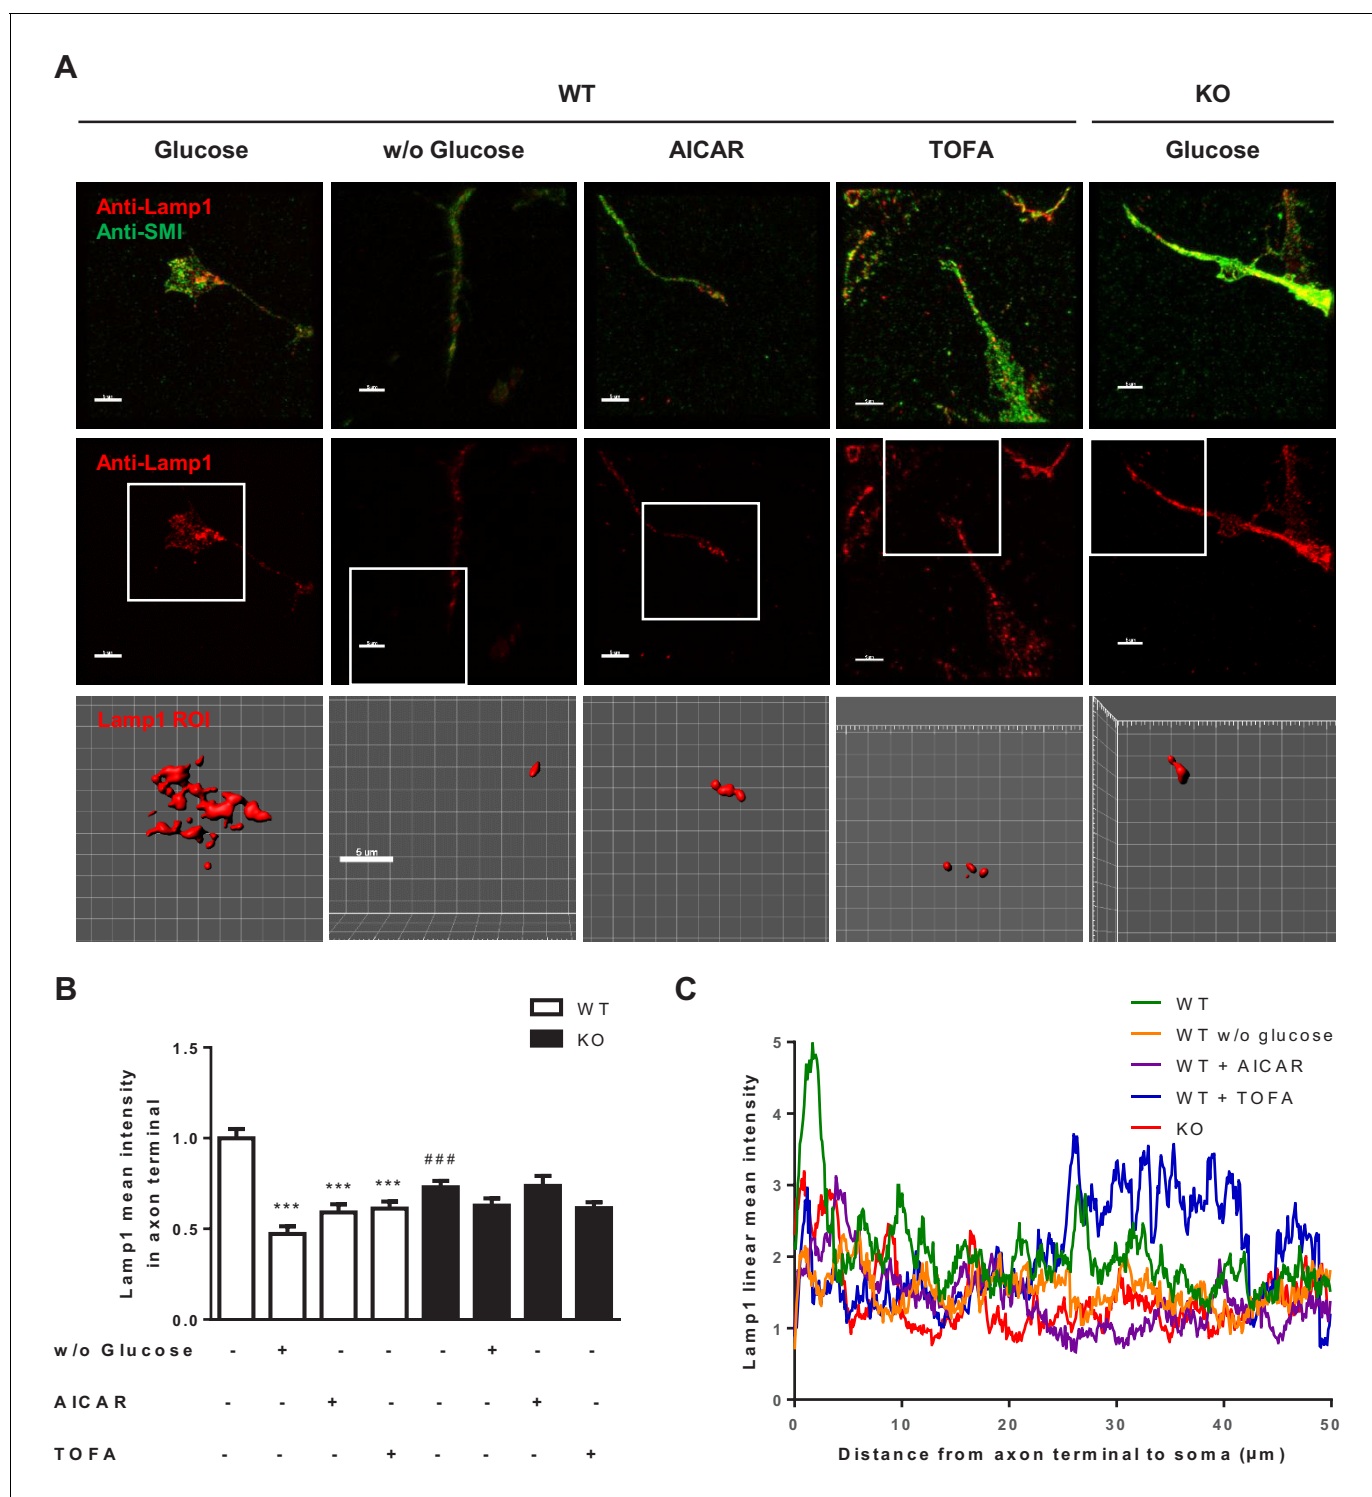 A
WT
KO
Glucose
w/o Glucose
AICAR
TOFA
Glucose
Anti-Lamp1
Anti-SMI
Anti-Lamp1
Lamp1 ROI
5 um
B
WT
KO
Lamp1 mean intensity
in axon terminal
1.5
1.0
0.5
0.0
*** *** *** ###
w/o Glucose - + - - - + - -
AICAR - - + - - - + -
TOFA - - - + - - - +
C
WT
WT w/o glucose
WT + AICAR
WT + TOFA
KO
Lamp1 linear mean intensity
5
4
3
2
1
0
0 10 20 30 40 50
Distance from axon terminal to soma (µm)